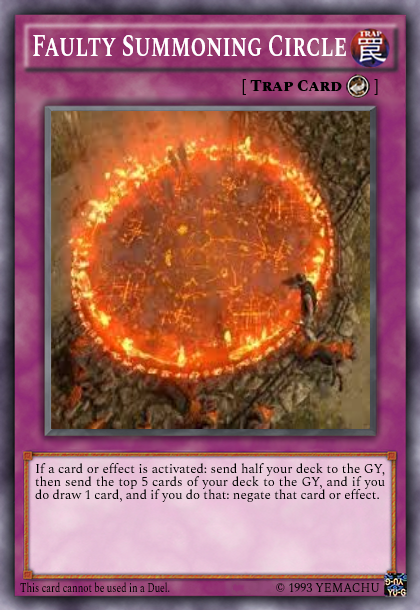 FAULTY SUMMONING CIRCLE
TRAP
罠
[ TRAP CARD ]
If a card or effect is activated: send half your deck to the GY,
then send the top 5 cards of your deck to the GY, and if you
do draw 1 card, and if you do that: negate that card or effect.
This card cannot be used in a Duel.
© 1993 YEMACHU